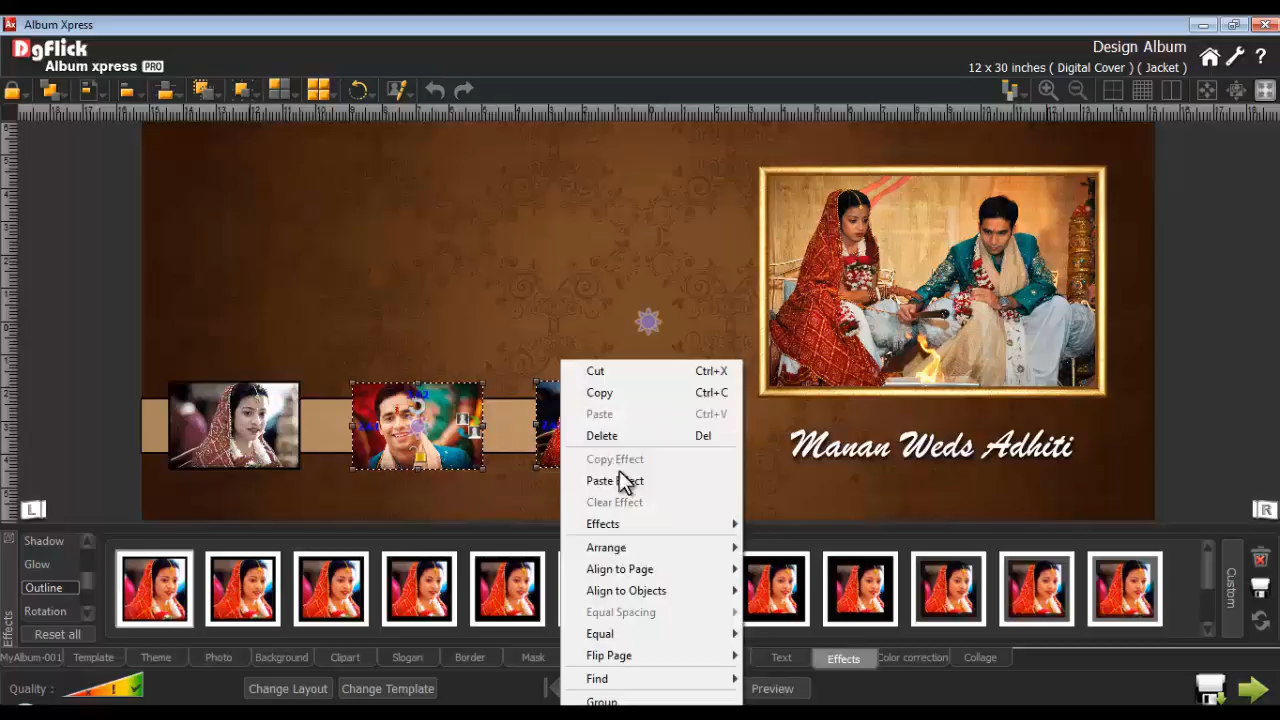 Album Xpress
DgFlick
Album xpress PRO
Design Album
12 x 30 inches ( Digital Cover ) ( Jacket )
Manan Weds Adhiti
L
R
Cut Ctrl+X
Copy Ctrl+C
Paste Ctrl+V
Delete Del
Copy Effect
Paste Effect
Clear Effect
Effects
Arrange
Align to Page
Align to Objects
Equal Spacing
Equal
Flip Page
Find
Group
Effects
Shadow
Glow
Outline
Rotation
Reset all
Custom
MyAlbum-001 Template Theme Photo Background Clipart Slogan Border Mask Text Effects Color correction Collage
Quality :
Change Layout
Change Template
Preview